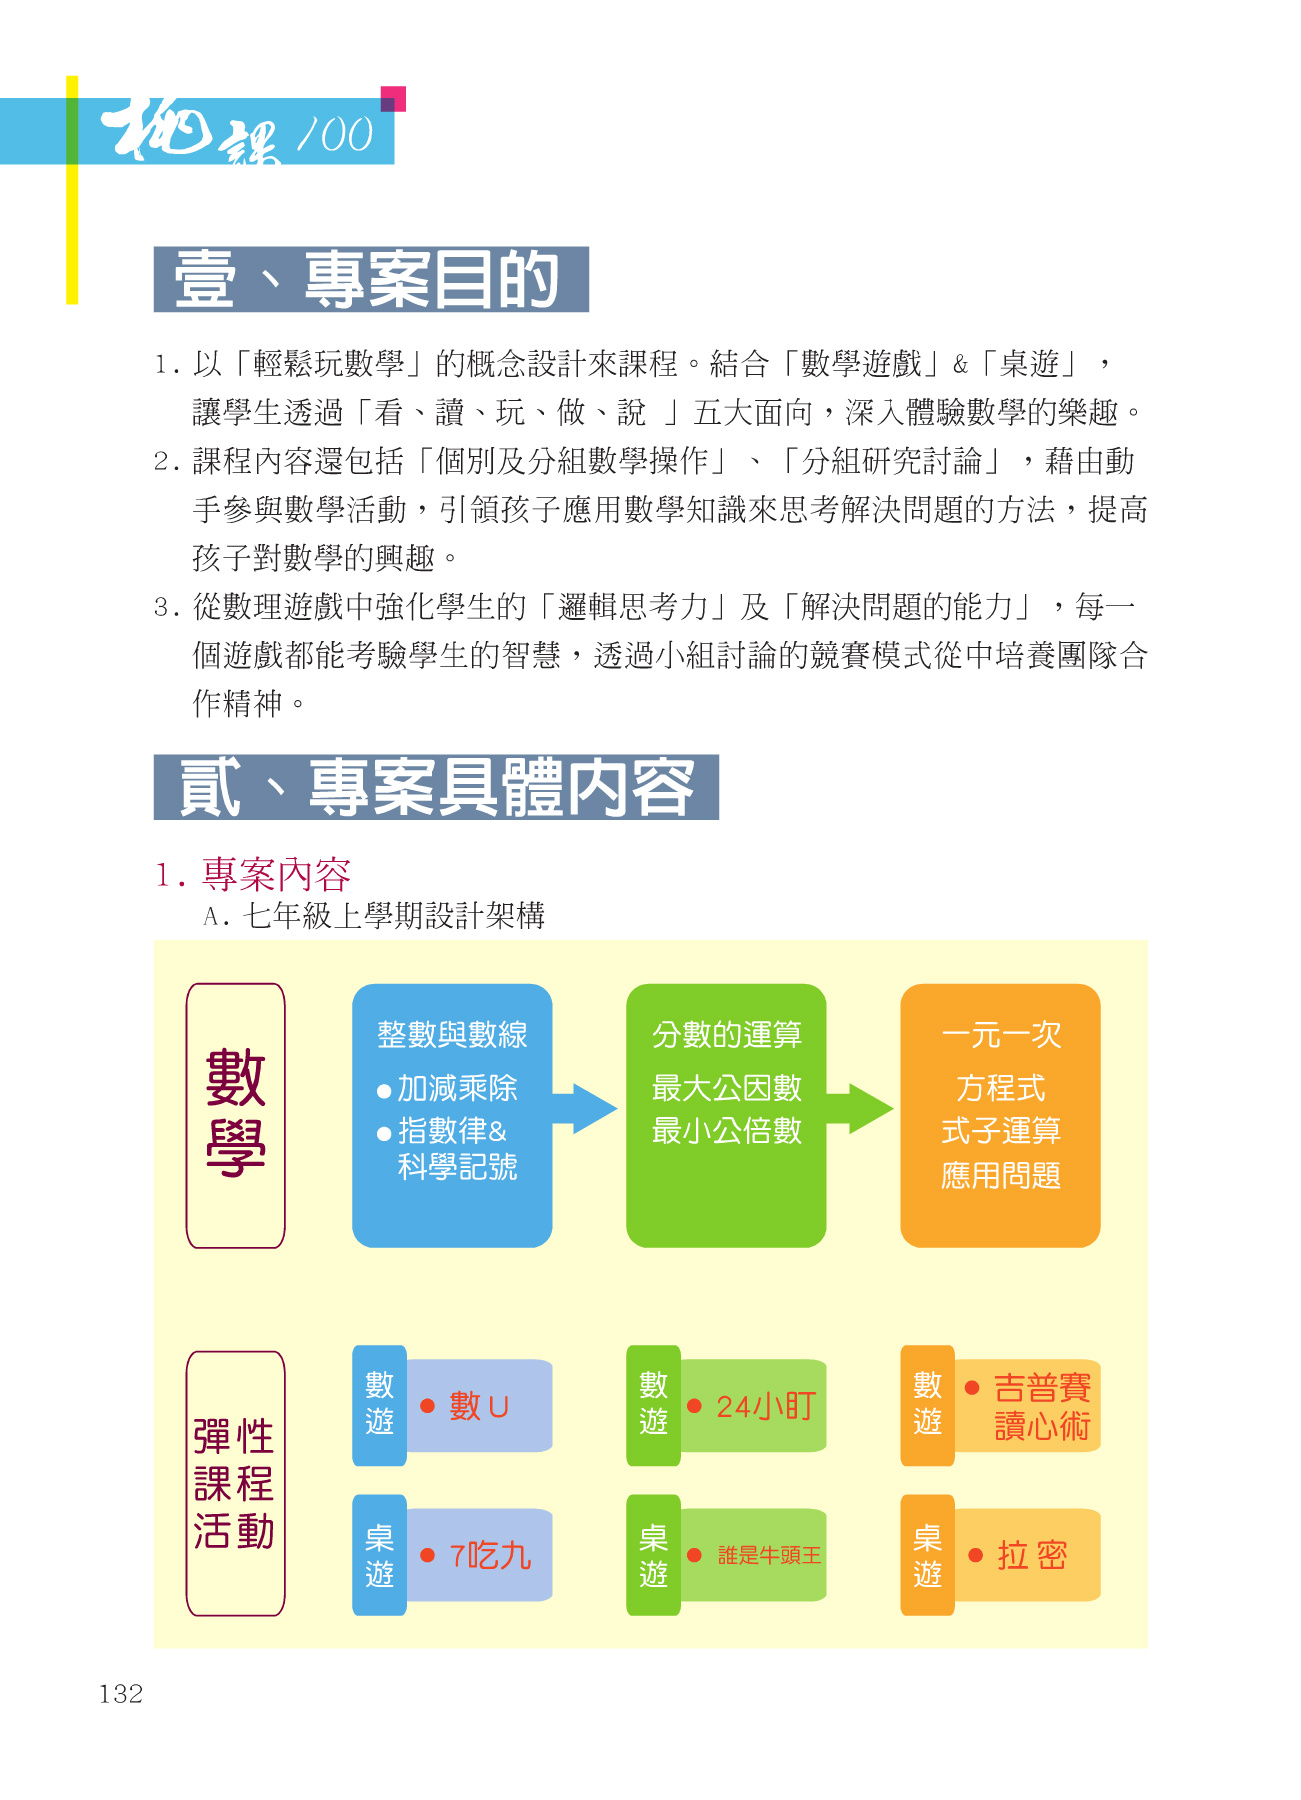 桃課100
壹、專案目的
1. 以「輕鬆玩數學」的概念設計來課程。結合「數學遊戲」&「桌遊」，
讓學生透過「看、讀、玩、做、說 」五大面向，深入體驗數學的樂趣。
2. 課程內容還包括「個別及分組數學操作」、「分組研究討論」，藉由動
手參與數學活動，引領孩子應用數學知識來思考解決問題的方法，提高
孩子對數學的興趣。
3. 從數理遊戲中強化學生的「邏輯思考力」及「解決問題的能力」，每一
個遊戲都能考驗學生的智慧，透過小組討論的競賽模式從中培養團隊合
作精神。
貳、專案具體內容
1. 專案內容
A. 七年級上學期設計架構
數
學
整數與數線
●加減乘除
●指數律&
科學記號
分數的運算
最大公因數
最小公倍數
一元一次
方程式
式子運算
應用問題
彈性
課程
活動
數
遊
● 數 U
數
遊
● 24小盯
數
遊
● 吉普賽
讀心術
桌
遊
● 7吃九
桌
遊
● 誰是牛頭王
桌
遊
● 拉 密
132